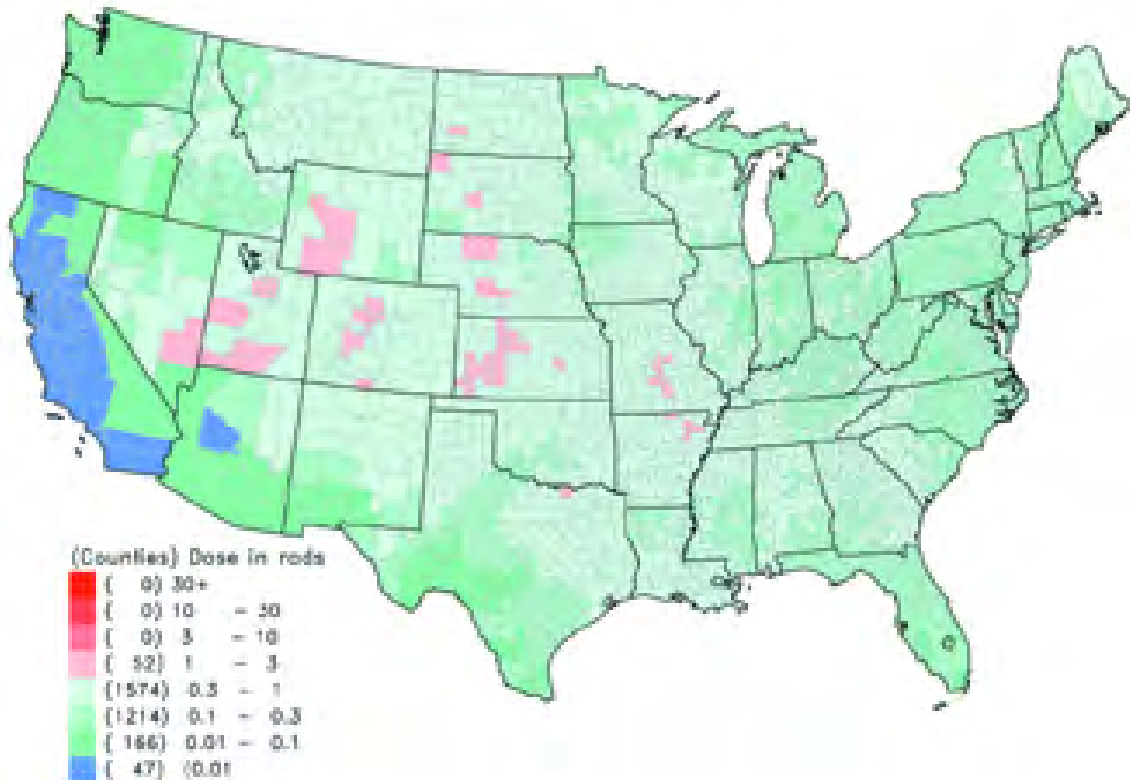 (Counties) Dose in rads
( 0) 30+
( 0) 10 - 30
( 0) 3 - 10
( 52) 1 - 3
(1574) 0.3 - 1
(1214) 0.1 - 0.3
( 166) 0.01 - 0.1
( 47) <0.01